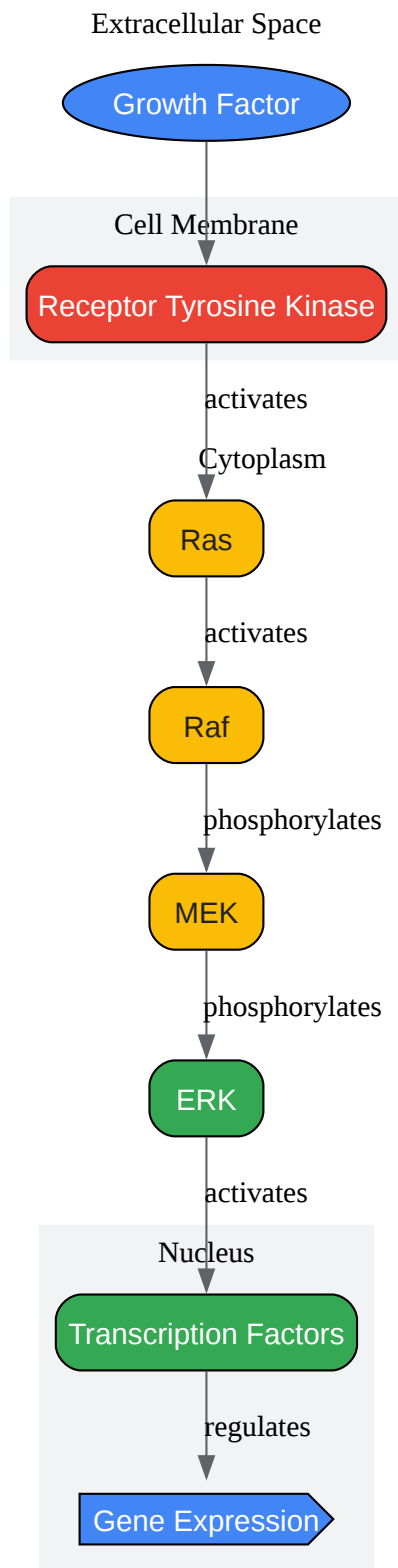 Extracellular Space
Growth Factor
Cell Membrane
Receptor Tyrosine Kinase
activates
Cytoplasm
Ras
activates
Raf
phosphorylates
MEK
phosphorylates
ERK
activates
Nucleus
Transcription Factors
regulates
Gene Expression